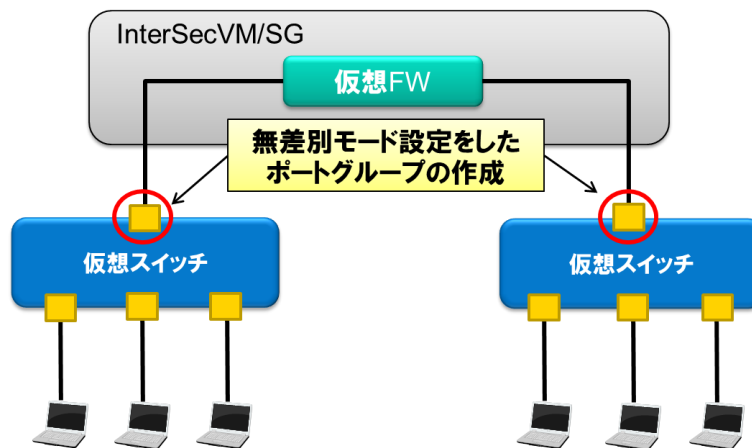 InterSecVM/SG
仮想FW
無差別モード設定をした
ポートグループの作成
仮想スイッチ
仮想スイッチ